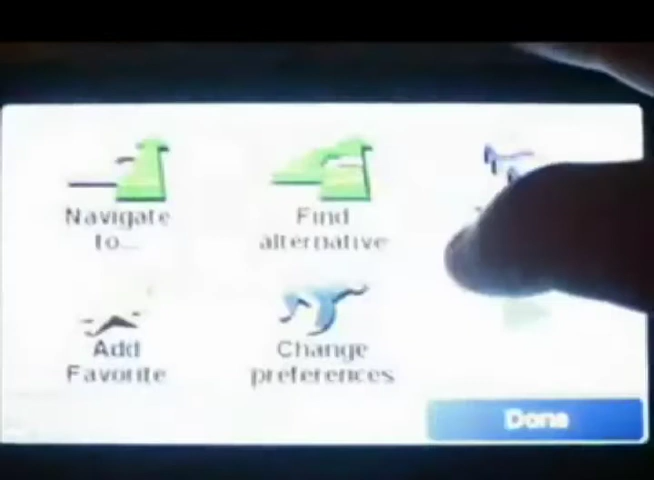 Navigate
to...
Find
alternative
Add
Favorite
Change
preferences
Done